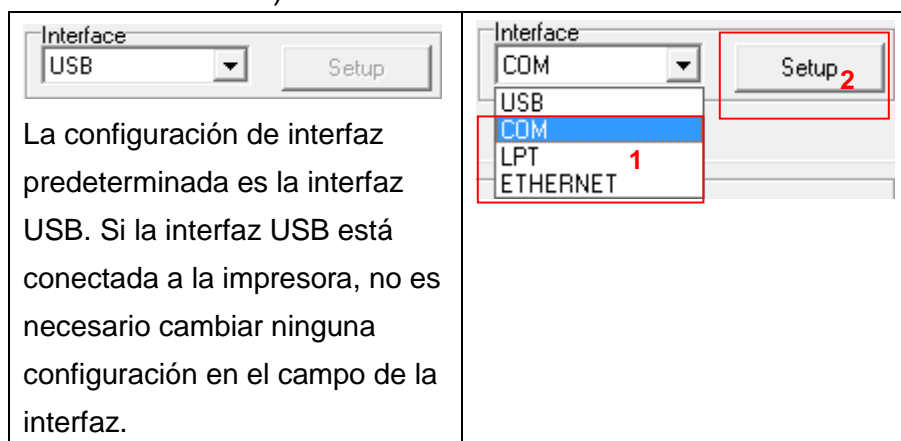 )
Interface
USB
Setup
La configuración de interfaz
predeterminada es la interfaz
USB. Si la interfaz USB está
conectada a la impresora, no es
necesario cambiar ninguna
configuración en el campo de la
interfaz.
Interface
COM
Setup
2
USB
COM
LPT
1
ETHERNET